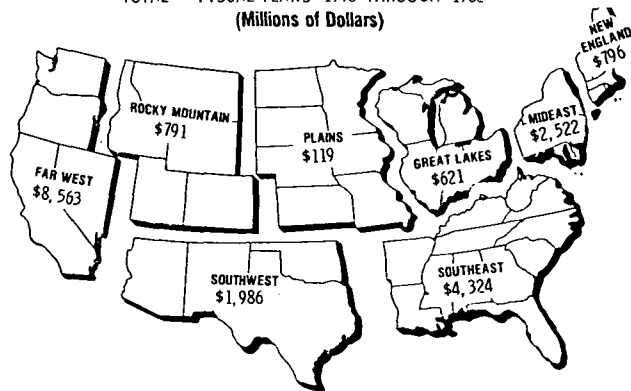 (Millions of Dollars)
NEW
ENGLAND
$796
ROCKY MOUNTAIN
$791
PLAINS
$119
MIDEAST
$2,522
GREAT LAKES
$621
FAR WEST
$8,563
SOUTHWEST
$1,986
SOUTHEAST
$4,324